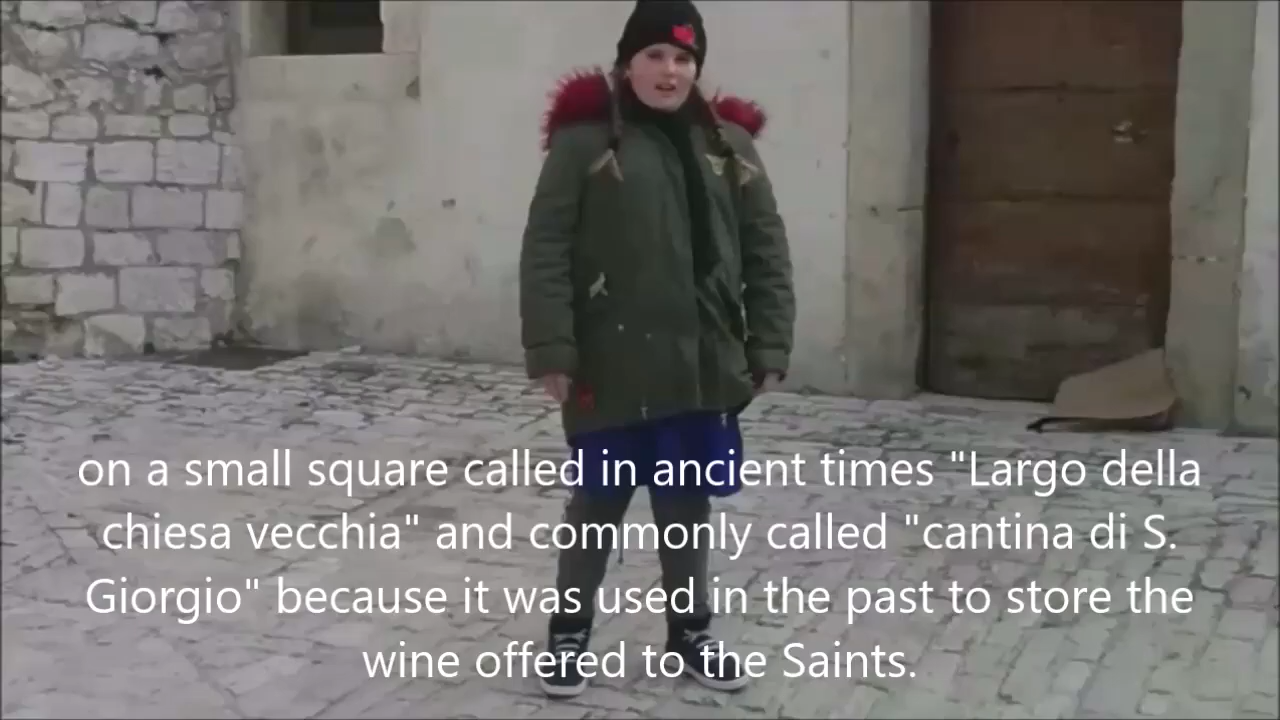 on a small square called in ancient times "Largo della
chiesa vecchia" and commonly called "cantina di S.
Giorgio" because it was used in the past to store the
wine offered to the Saints.